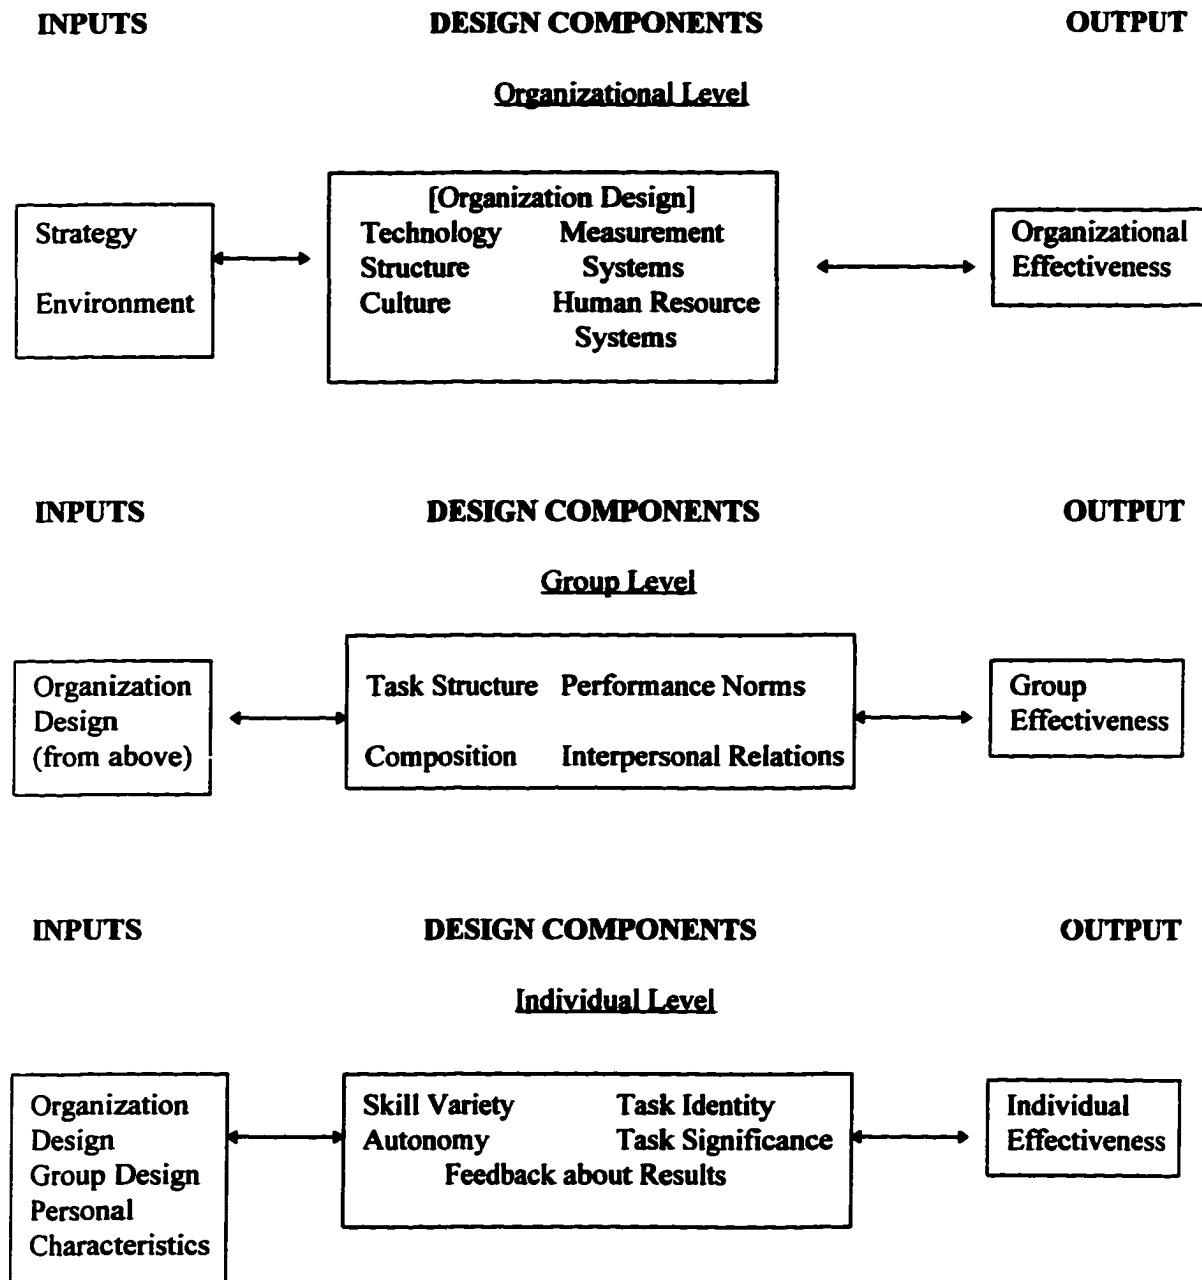 INPUTS DESIGN COMPONENTS OUTPUT
Organizational Level
Strategy
Environment
[Organization Design]
Technology Measurement
Structure Systems
Culture Human Resource
Systems
Organizational
Effectiveness
INPUTS DESIGN COMPONENTS OUTPUT
Group Level
Organization
Design
(from above)
Task Structure Performance Norms
Composition Interpersonal Relations
Group
Effectiveness
INPUTS DESIGN COMPONENTS OUTPUT
Individual Level
Organization
Design
Group Design
Personal
Characteristics
Skill Variety Task Identity
Autonomy Task Significance
Feedback about Results
Individual
Effectiveness